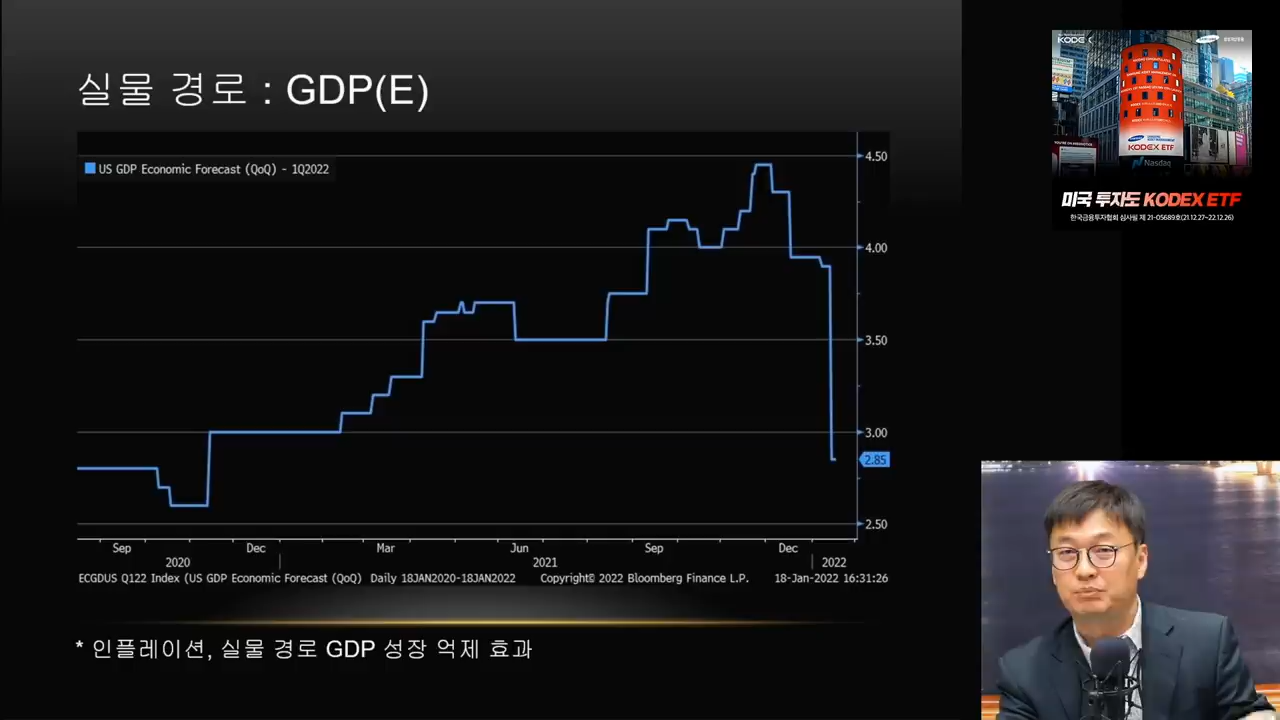 실물 경로 : GDP(E)
US GDP Economic Forecast (QoQ) - 1Q2022
4.50
4.00
3.50
3.00
2.85
2.50
Sep Dec Mar Jun Sep Dec
2020 2021 2022
ECGDUS Q122 Index (US GDP Economic Forecast (QoQ) Daily 18JAN2020-18JAN2022 Copyright© 2022 Bloomberg Finance L.P. 18-Jan-2022 16:31:26
* 인플레이션, 실물 경로 GDP 성장 억제 효과
KODEX ETF
Nasdaq
미국 투자도 KODEX ETF
한국금융투자협회 심사필 제 21-05689호(21.12.27~22.12.26)